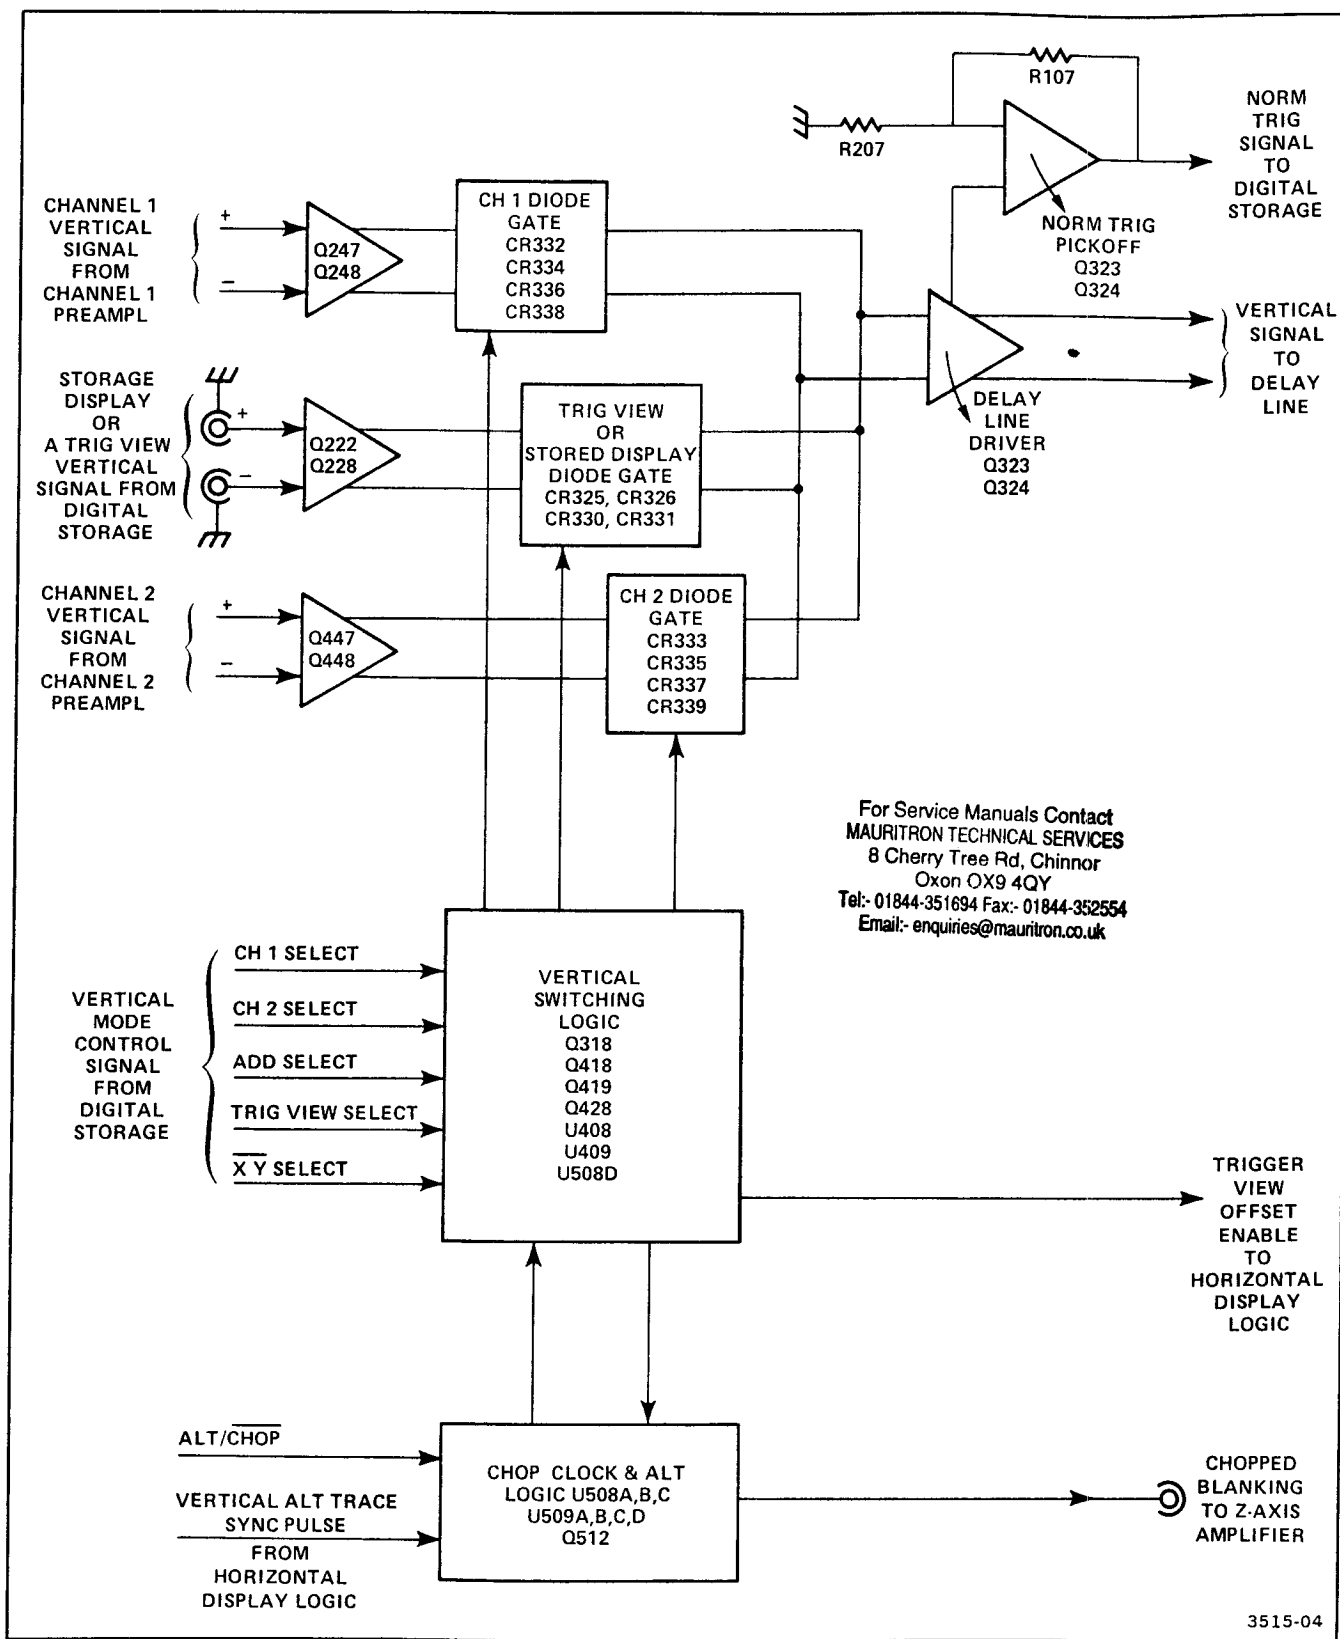 R107
R207
NORM
TRIG
SIGNAL
TO
DIGITAL
STORAGE
NORM TRIG
PICKOFF
Q323
Q324
CHANNEL 1
VERTICAL
SIGNAL
FROM
CHANNEL 1
PREAMPL
+
−
Q247
Q248
CH 1 DIODE
GATE
CR332
CR334
CR336
CR338
VERTICAL
SIGNAL
TO
DELAY
LINE
DELAY
LINE
DRIVER
Q323
Q324
STORAGE
DISPLAY
OR
A TRIG VIEW
VERTICAL
SIGNAL FROM
DIGITAL
STORAGE
+
−
Q222
Q228
TRIG VIEW
OR
STORED DISPLAY
DIODE GATE
CR325, CR326
CR330, CR331
CHANNEL 2
VERTICAL
SIGNAL
FROM
CHANNEL 2
PREAMPL
+
−
Q447
Q448
CH 2 DIODE
GATE
CR333
CR335
CR337
CR339
For Service Manuals Contact
MAURITRON TECHNICAL SERVICES
8 Cherry Tree Rd, Chinnor
Oxon OX9 4QY
Tel:- 01844-351694 Fax:- 01844-352554
Email:- enquiries@mauritron.co.uk
VERTICAL
MODE
CONTROL
SIGNAL
FROM
DIGITAL
STORAGE
CH 1 SELECT
CH 2 SELECT
ADD SELECT
TRIG VIEW SELECT
X̅ Y̅ SELECT
VERTICAL
SWITCHING
LOGIC
Q318
Q418
Q419
Q428
U408
U409
U508D
TRIGGER
VIEW
OFFSET
ENABLE
TO
HORIZONTAL
DISPLAY
LOGIC
ALT/C̅H̅O̅P̅
VERTICAL ALT TRACE
SYNC PULSE
FROM
HORIZONTAL
DISPLAY LOGIC
CHOP CLOCK & ALT
LOGIC U508A,B,C
U509A,B,C,D
Q512
CHOPPED
BLANKING
TO Z-AXIS
AMPLIFIER
3515-04